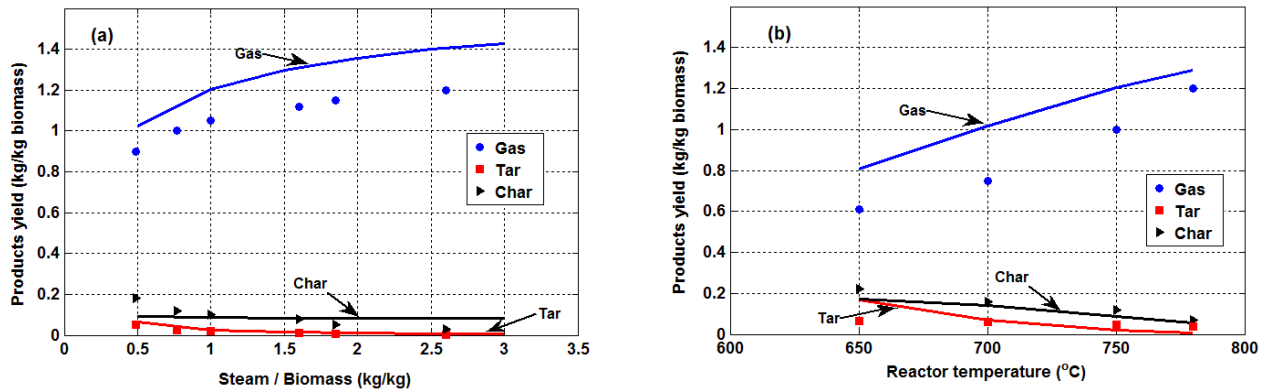 (a)
Gas
Gas
Tar
Char
Char
Tar
Products yield (kg/kg biomass)
0
0.2
0.4
0.6
0.8
1
1.2
1.4
0 0.5 1 1.5 2 2.5 3 3.5
Steam / Biomass (kg/kg)
(b)
Gas
Gas
Tar
Char
Char
Tar
Products yield (kg/kg biomass)
0
0.2
0.4
0.6
0.8
1
1.2
1.4
600 650 700 750 800
Reactor temperature (°C)